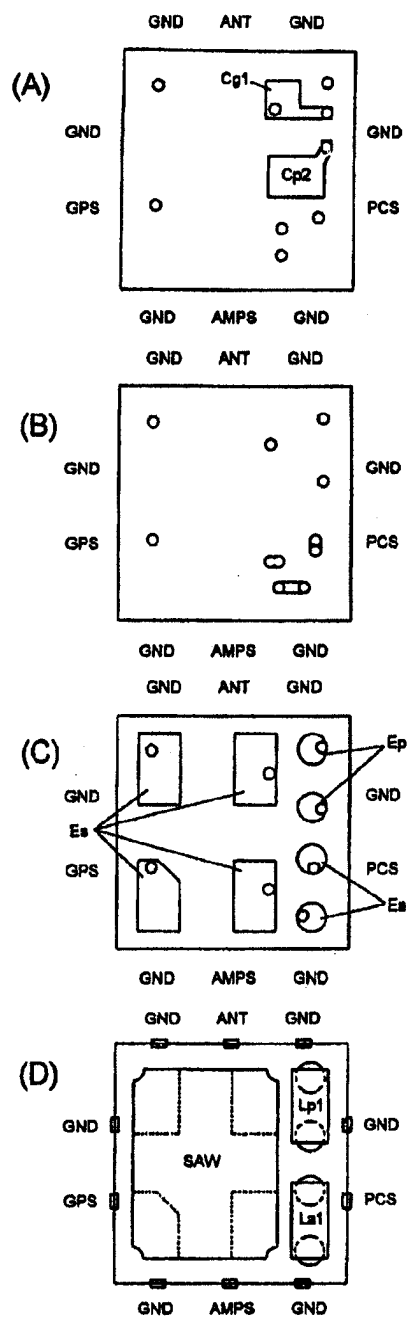 GND ANT GND
(A)
Cg1
GND GND
Cp2
GPS PCS
GND AMPS GND
GND ANT GND
(B)
GND GND
GPS PCS
GND AMPS GND
GND ANT GND
(C)
Ep
GND GND
Es
GPS PCS
Es
GND AMPS GND
GND ANT GND
(D)
Lp1
GND GND
SAW
GPS PCS
Ls1
GND AMPS GND